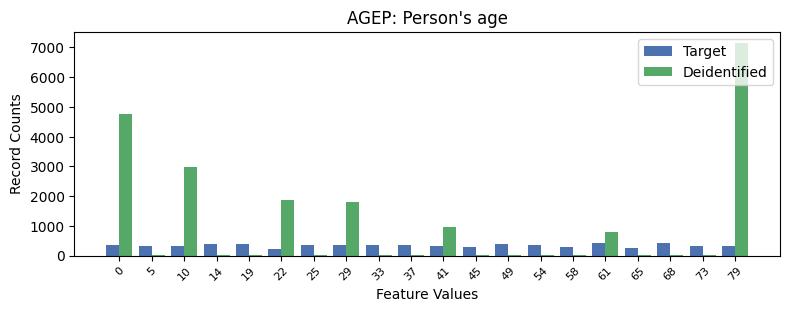 AGEP: Person's age
Target
Deidentified
Record Counts
7000
6000
5000
4000
3000
2000
1000
0
0 5 10 14 19 22 25 29 33 37 41 45 49 54 58 61 65 68 73 79
Feature Values